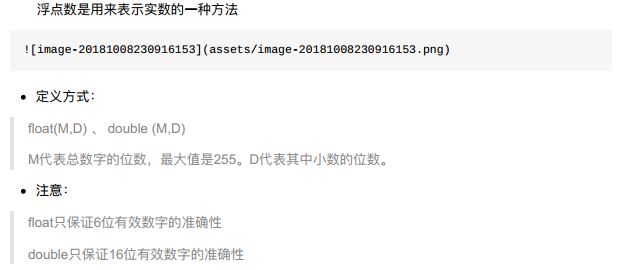 浮点数是用来表示实数的一种方法
![image-20181008230916153](assets/image-20181008230916153.png)
• 定义方式：
float(M,D) 、 double (M,D)
M代表总数字的位数，最大值是255。D代表其中小数的位数。
• 注意：
float只保证6位有效数字的准确性
double只保证16位有效数字的准确性